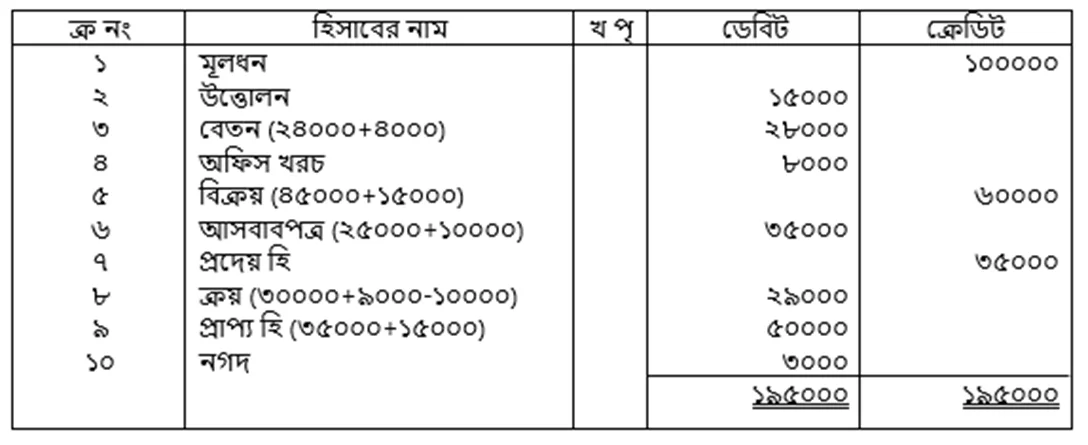 ক্র নং হিসাবের নাম খ পৃ ডেবিট ক্রেডিট
১ মূলধন ১০০০০০
২ উত্তোলন ১৫০০০
৩ বেতন (২৪০০০+৪০০০) ২৮০০০
৪ অফিস খরচ ৮০০০
৫ বিক্রয় (৪৫০০০+১৫০০০) ৬০০০০
৬ আসবাবপত্র (২৫০০০+১০০০০) ৩৫০০০
৭ প্রদেয় হি ৩৫০০০
৮ ক্রয় (৩০০০০+৯০০০-১০০০০) ২৯০০০
৯ প্রাপ্য হি (৩৫০০০+১৫০০০) ৫০০০০
১০ নগদ ৩০০০
১৯৫০০০ ১৯৫০০০